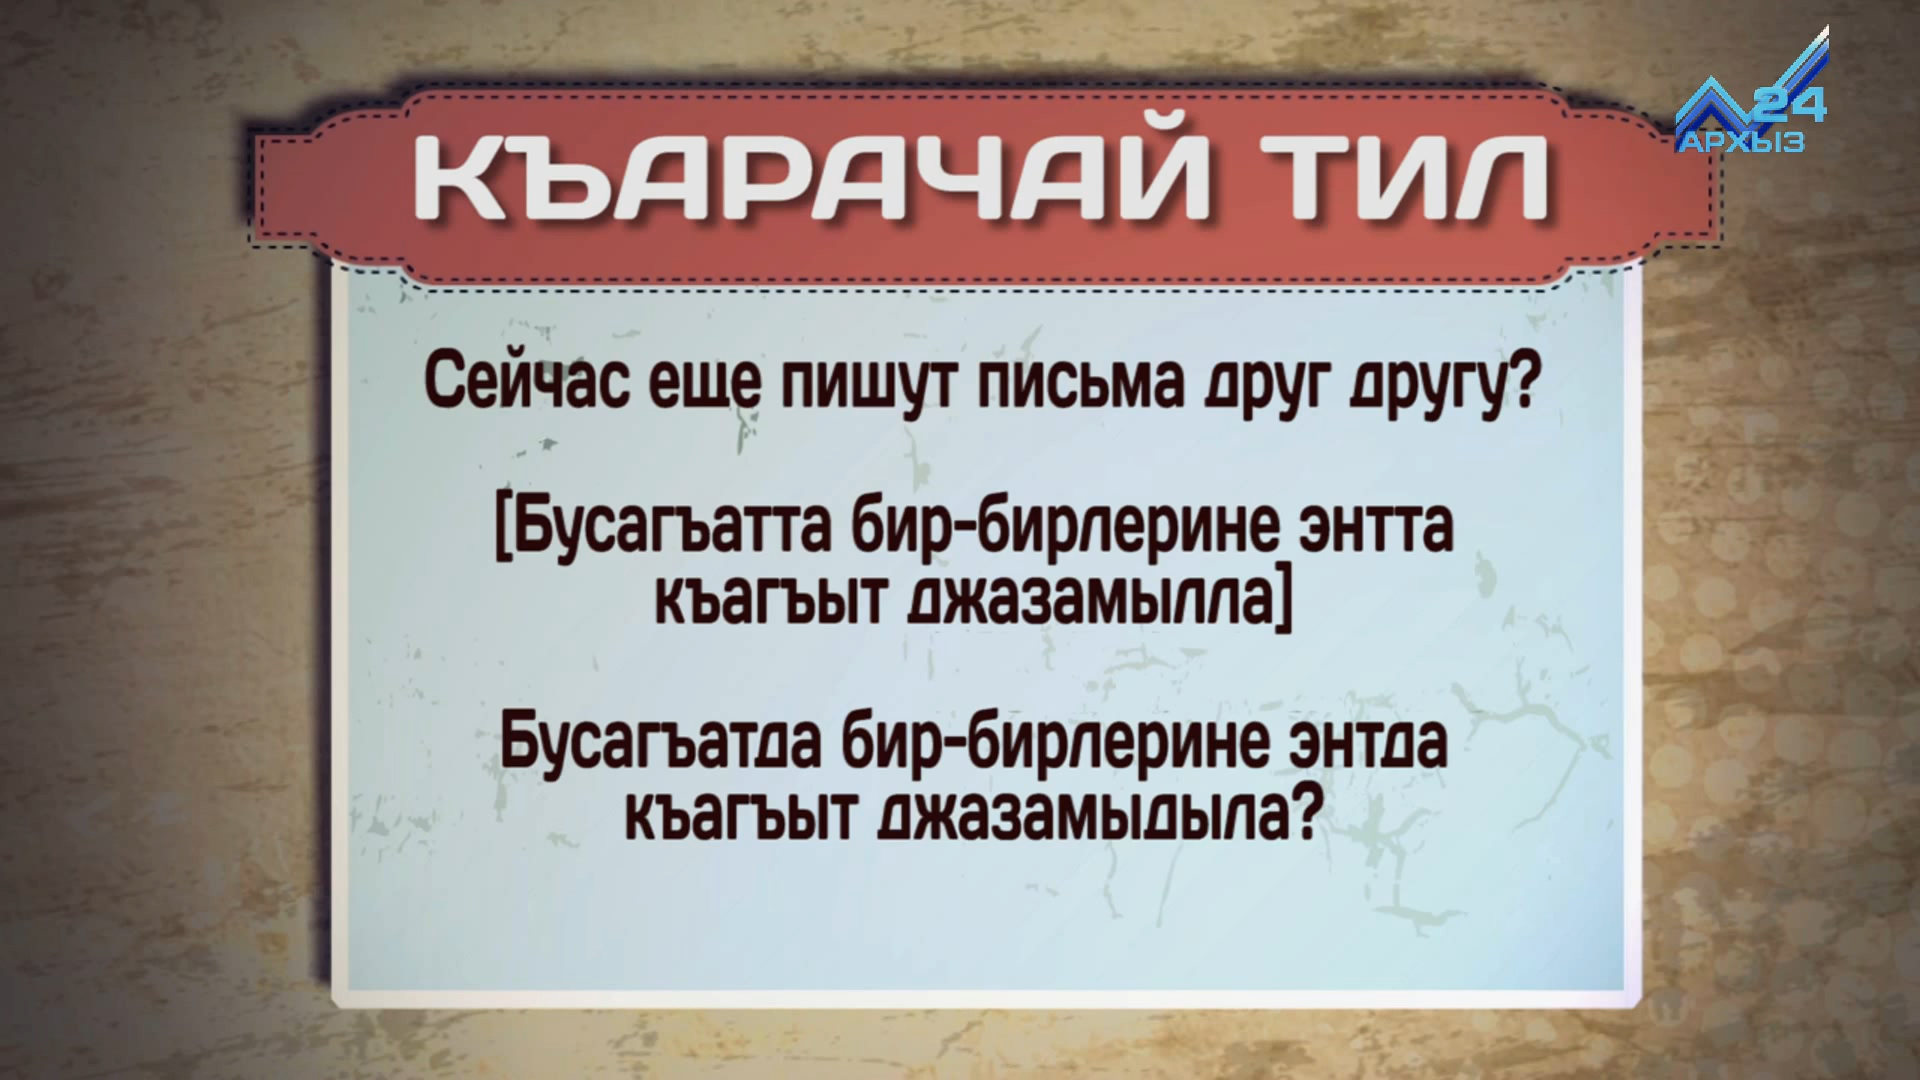 24
АРХЫЗ
КЪАРАЧАЙ ТИЛ
Сейчас еще пишут письма друг другу?
[Бусагъатта бир-бирлерине энтта
къагъыт джазамылла]
Бусагъатда бир-бирлерине энтда
къагъыт джазамыдыла?